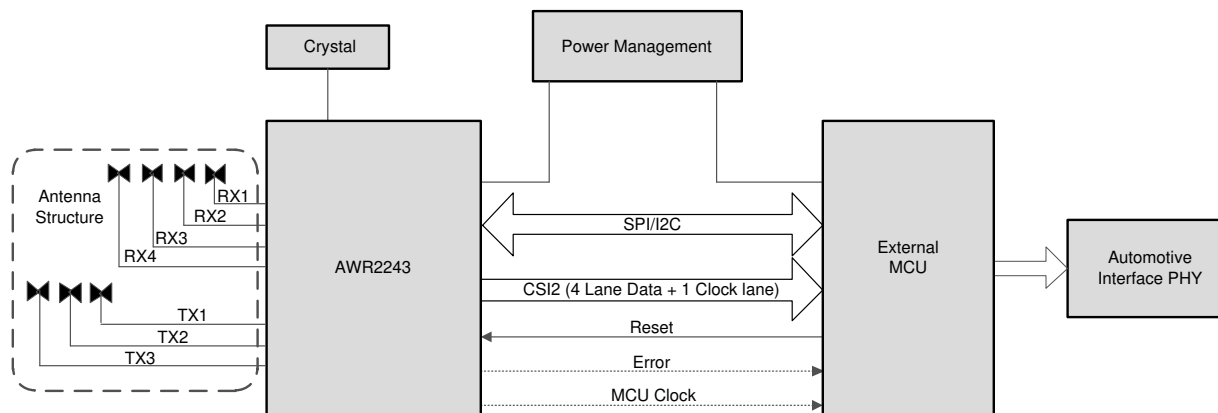 Crystal
Power Management
Antenna
Structure
RX1
RX2
RX3
RX4
TX1
TX2
TX3
AWR2243
SPI/I2C
CSI2 (4 Lane Data + 1 Clock lane)
Reset
Error
MCU Clock
External
MCU
Automotive
Interface PHY